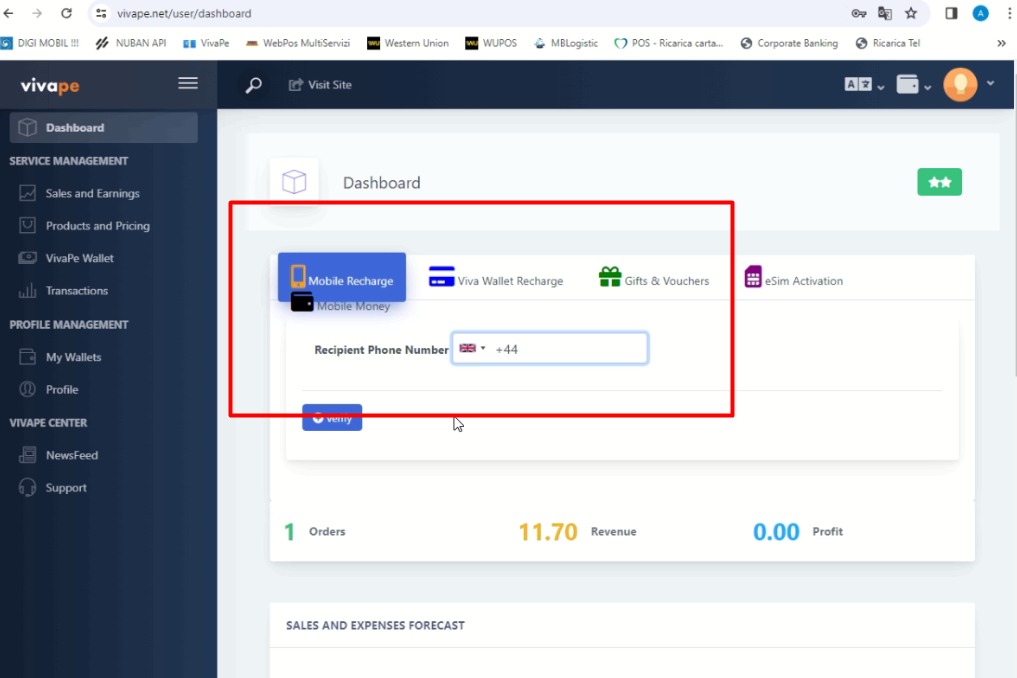 vivape.net/user/dashboard
DIGI MOBIL !!! NUBAN API VivaPe WebPos MultiServizi Western Union WUPOS MBLogistic POS - Ricarica carta... Corporate Banking Ricarica Tel »
vivape Visit Site
Dashboard
SERVICE MANAGEMENT
Sales and Earnings
Products and Pricing
VivaPe Wallet
Transactions
PROFILE MANAGEMENT
My Wallets
Profile
VIVAPE CENTER
NewsFeed
Support
Dashboard
Mobile Recharge Viva Wallet Recharge Gifts & Vouchers eSim Activation
Mobile Money
Recipient Phone Number +44
Verify
1 Orders 11.70 Revenue 0.00 Profit
SALES AND EXPENSES FORECAST